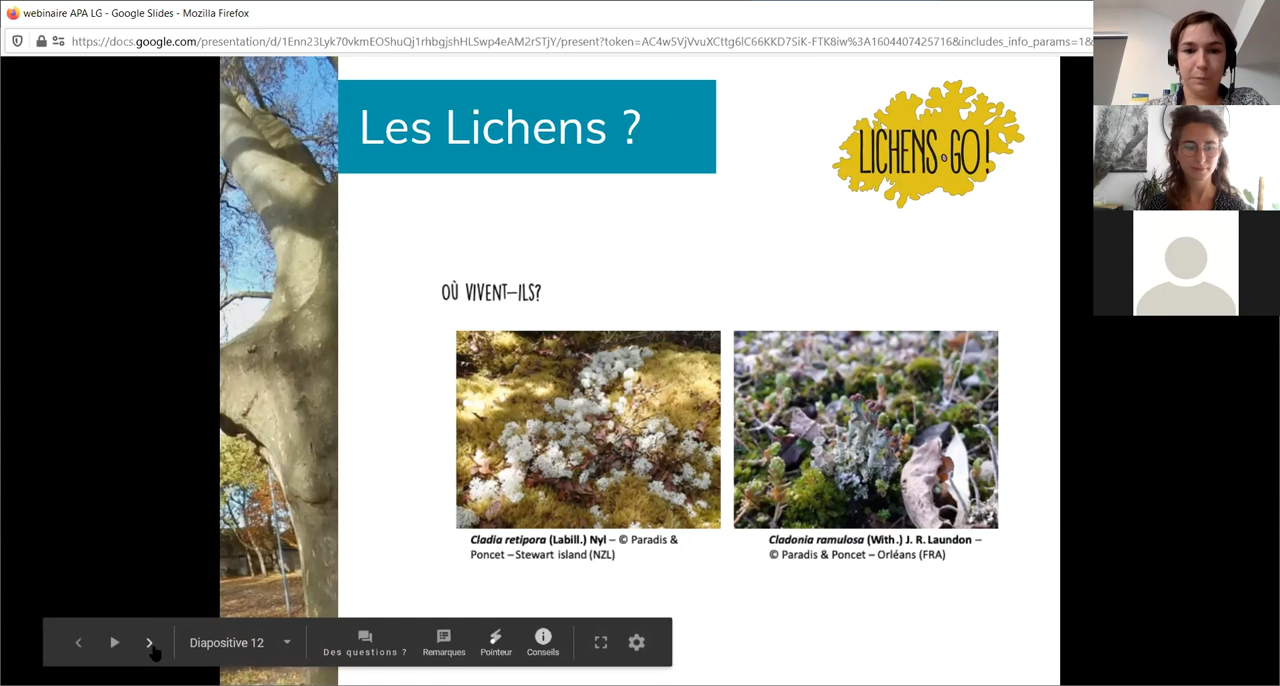 webinaire APA LG - Google Slides - Mozilla Firefox
https://docs.google.com/presentation/d/1Enn23Lyk70vkmEOShuQj1rhbgjshHLSwp4eAM2rSTjY/present?token=AC4w5VjVvuXCttg6lC66KKD7SiK-FTK8iw%3A1604407425716&includes_info_params=1&
Les Lichens ?
LICHENS GO!
OÙ VIVENT-ILS?
Cladia retipora (Labill.) Nyl – © Paradis &
Poncet – Stewart island (NZL)
Cladonia ramulosa (With.) J. R. Laundon –
© Paradis & Poncet – Orléans (FRA)
Diapositive 12
Des questions ?
Remarques
Pointeur
Conseils